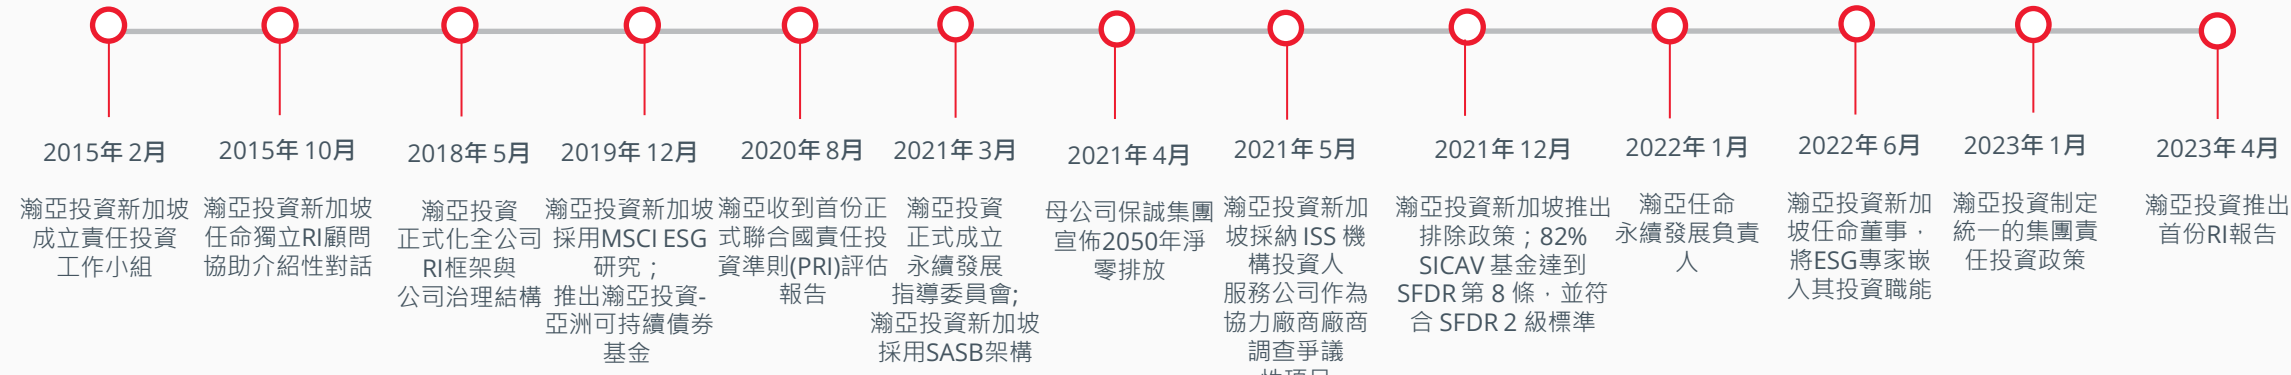 2015年 2月
瀚亞投資新加坡
成立責任投資
工作小組
2015年 10月
瀚亞投資新加坡
任命獨立RI顧問
協助介紹性對話
2018年 5月
瀚亞投資
正式化全公司
RI框架與
公司治理結構
2019年 12月
瀚亞投資新加坡
採用MSCI ESG
研究；
推出瀚亞投資-
亞洲可持續債券
基金
2020年 8月
瀚亞收到首份正
式聯合國責任投
資準則(PRI)評估
報告
2021年 3月
瀚亞投資
正式成立
永續發展
指導委員會;
瀚亞投資新加坡
採用SASB架構
2021年 4月
母公司保誠集團
宣佈2050年淨
零排放
2021年 5月
瀚亞投資新加
坡採納 ISS 機
構投資人
服務公司作為
協力廠商廠商
調查爭議
2021年 12月
瀚亞投資新加坡推出
排除政策；82%
SICAV 基金達到
SFDR 第 8 條，並符
合 SFDR 2 級標準
2022年 1月
瀚亞任命
永續發展負責
人
2022年 6月
瀚亞投資新加
坡任命董事，
將ESG專家嵌
入其投資職能
2023年 1月
瀚亞投資制定
統一的集團責
任投資政策
2023年 4月
瀚亞投資推出
首份RI報告